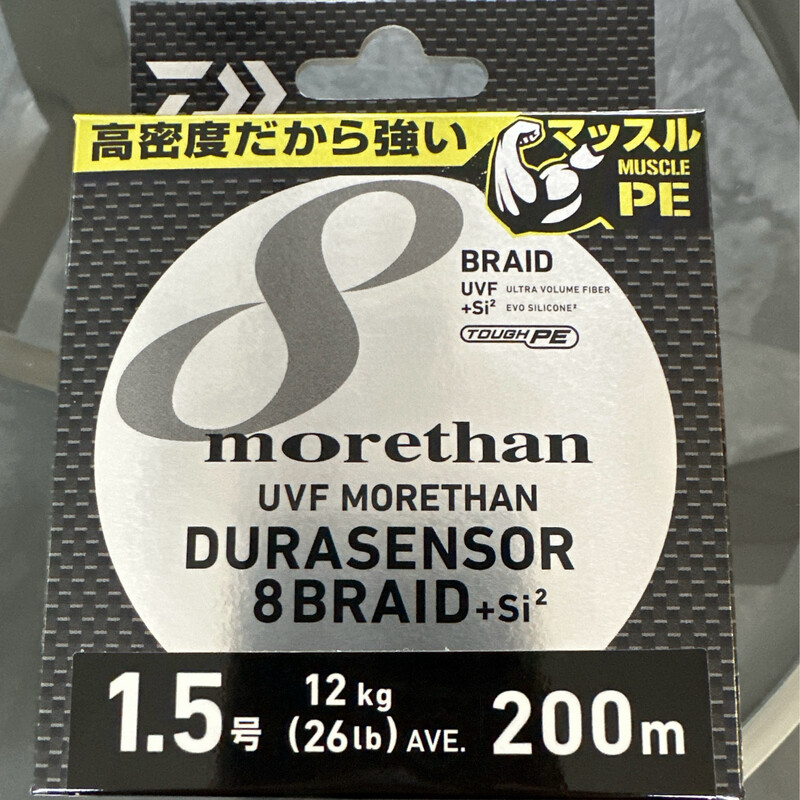 高密度だから強い
マッスル
MUSCLE
PE
8
BRAID
UVF ULTRA VOLUME FIBER
+Si² EVO SILICONE²
TOUGH PE
morethan
UVF MORETHAN
DURASENSOR
8BRAID+Si²
1.5号 12kg (26lb) AVE. 200m